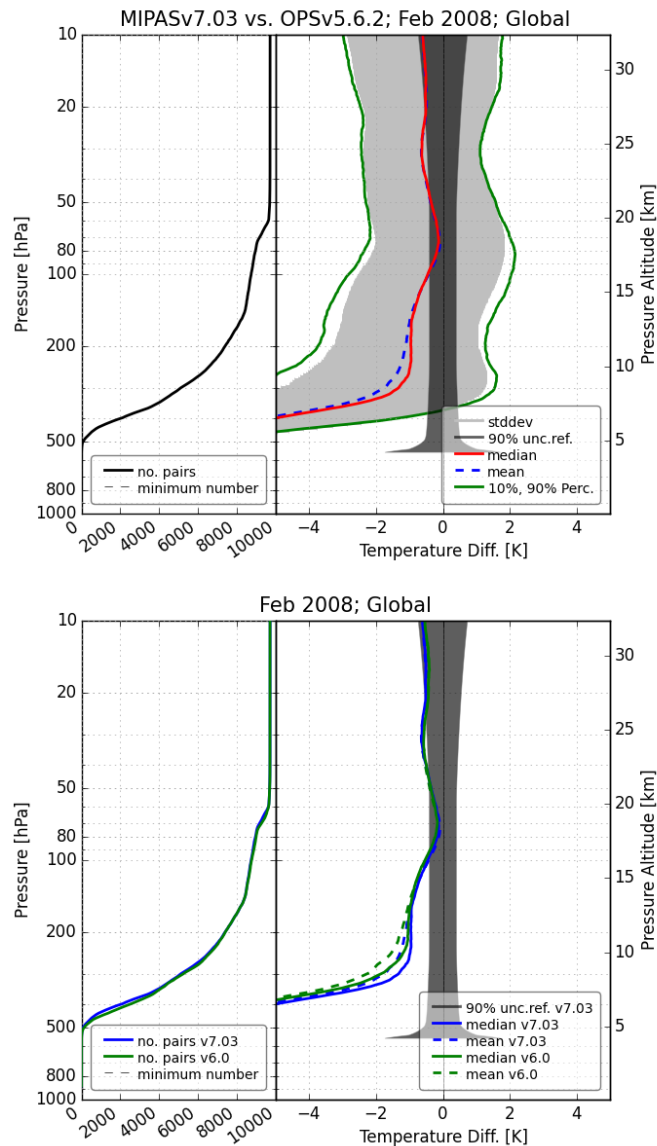 MIPASv7.03 vs. OPSv5.6.2; Feb 2008; Global
10
20
50
80
100
200
500
800
1000
Pressure [hPa]
0
2000
4000
6000
8000
10000
no. pairs
minimum number
−4
−2
0
2
4
Temperature Diff. [K]
stddev
90% unc.ref.
median
mean
10%, 90% Perc.
30
25
20
15
10
5
Pressure Altitude [km]
Feb 2008; Global
10
20
50
80
100
200
500
800
1000
Pressure [hPa]
0
2000
4000
6000
8000
10000
no. pairs v7.03
no. pairs v6.0
minimum number
−4
−2
0
2
4
Temperature Diff. [K]
90% unc.ref. v7.03
median v7.03
mean v7.03
median v6.0
mean v6.0
30
25
20
15
10
5
Pressure Altitude [km]